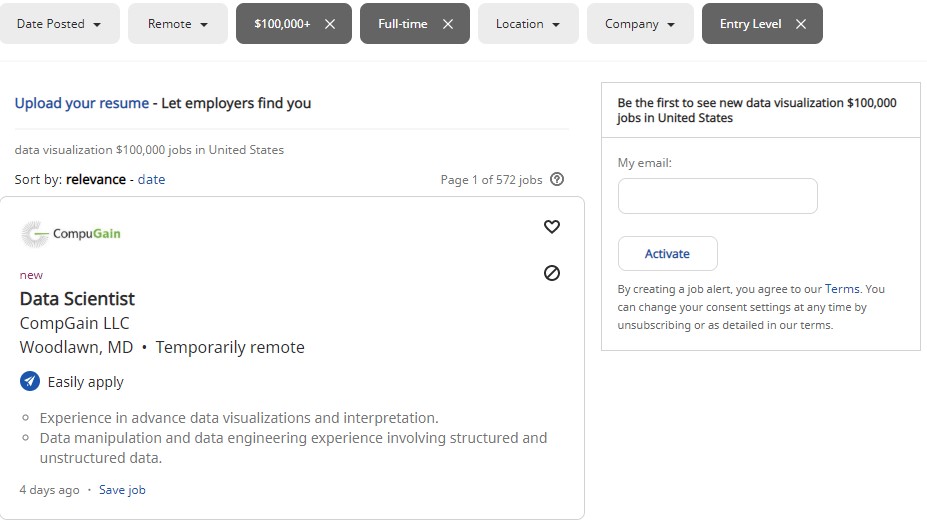 Date Posted
Remote
$100,000+
Full-time
Location
Company
Entry Level
Upload your resume - Let employers find you
data visualization $100,000 jobs in United States
Sort by: relevance - date
Page 1 of 572 jobs
CompuGain
new
Data Scientist
CompGain LLC
Woodlawn, MD • Temporarily remote
Easily apply
Experience in advance data visualizations and interpretation.
Data manipulation and data engineering experience involving structured and
unstructured data.
4 days ago · Save job
Be the first to see new data visualization $100,000
jobs in United States
My email:
Activate
By creating a job alert, you agree to our Terms. You
can change your consent settings at any time by
unsubscribing or as detailed in our terms.